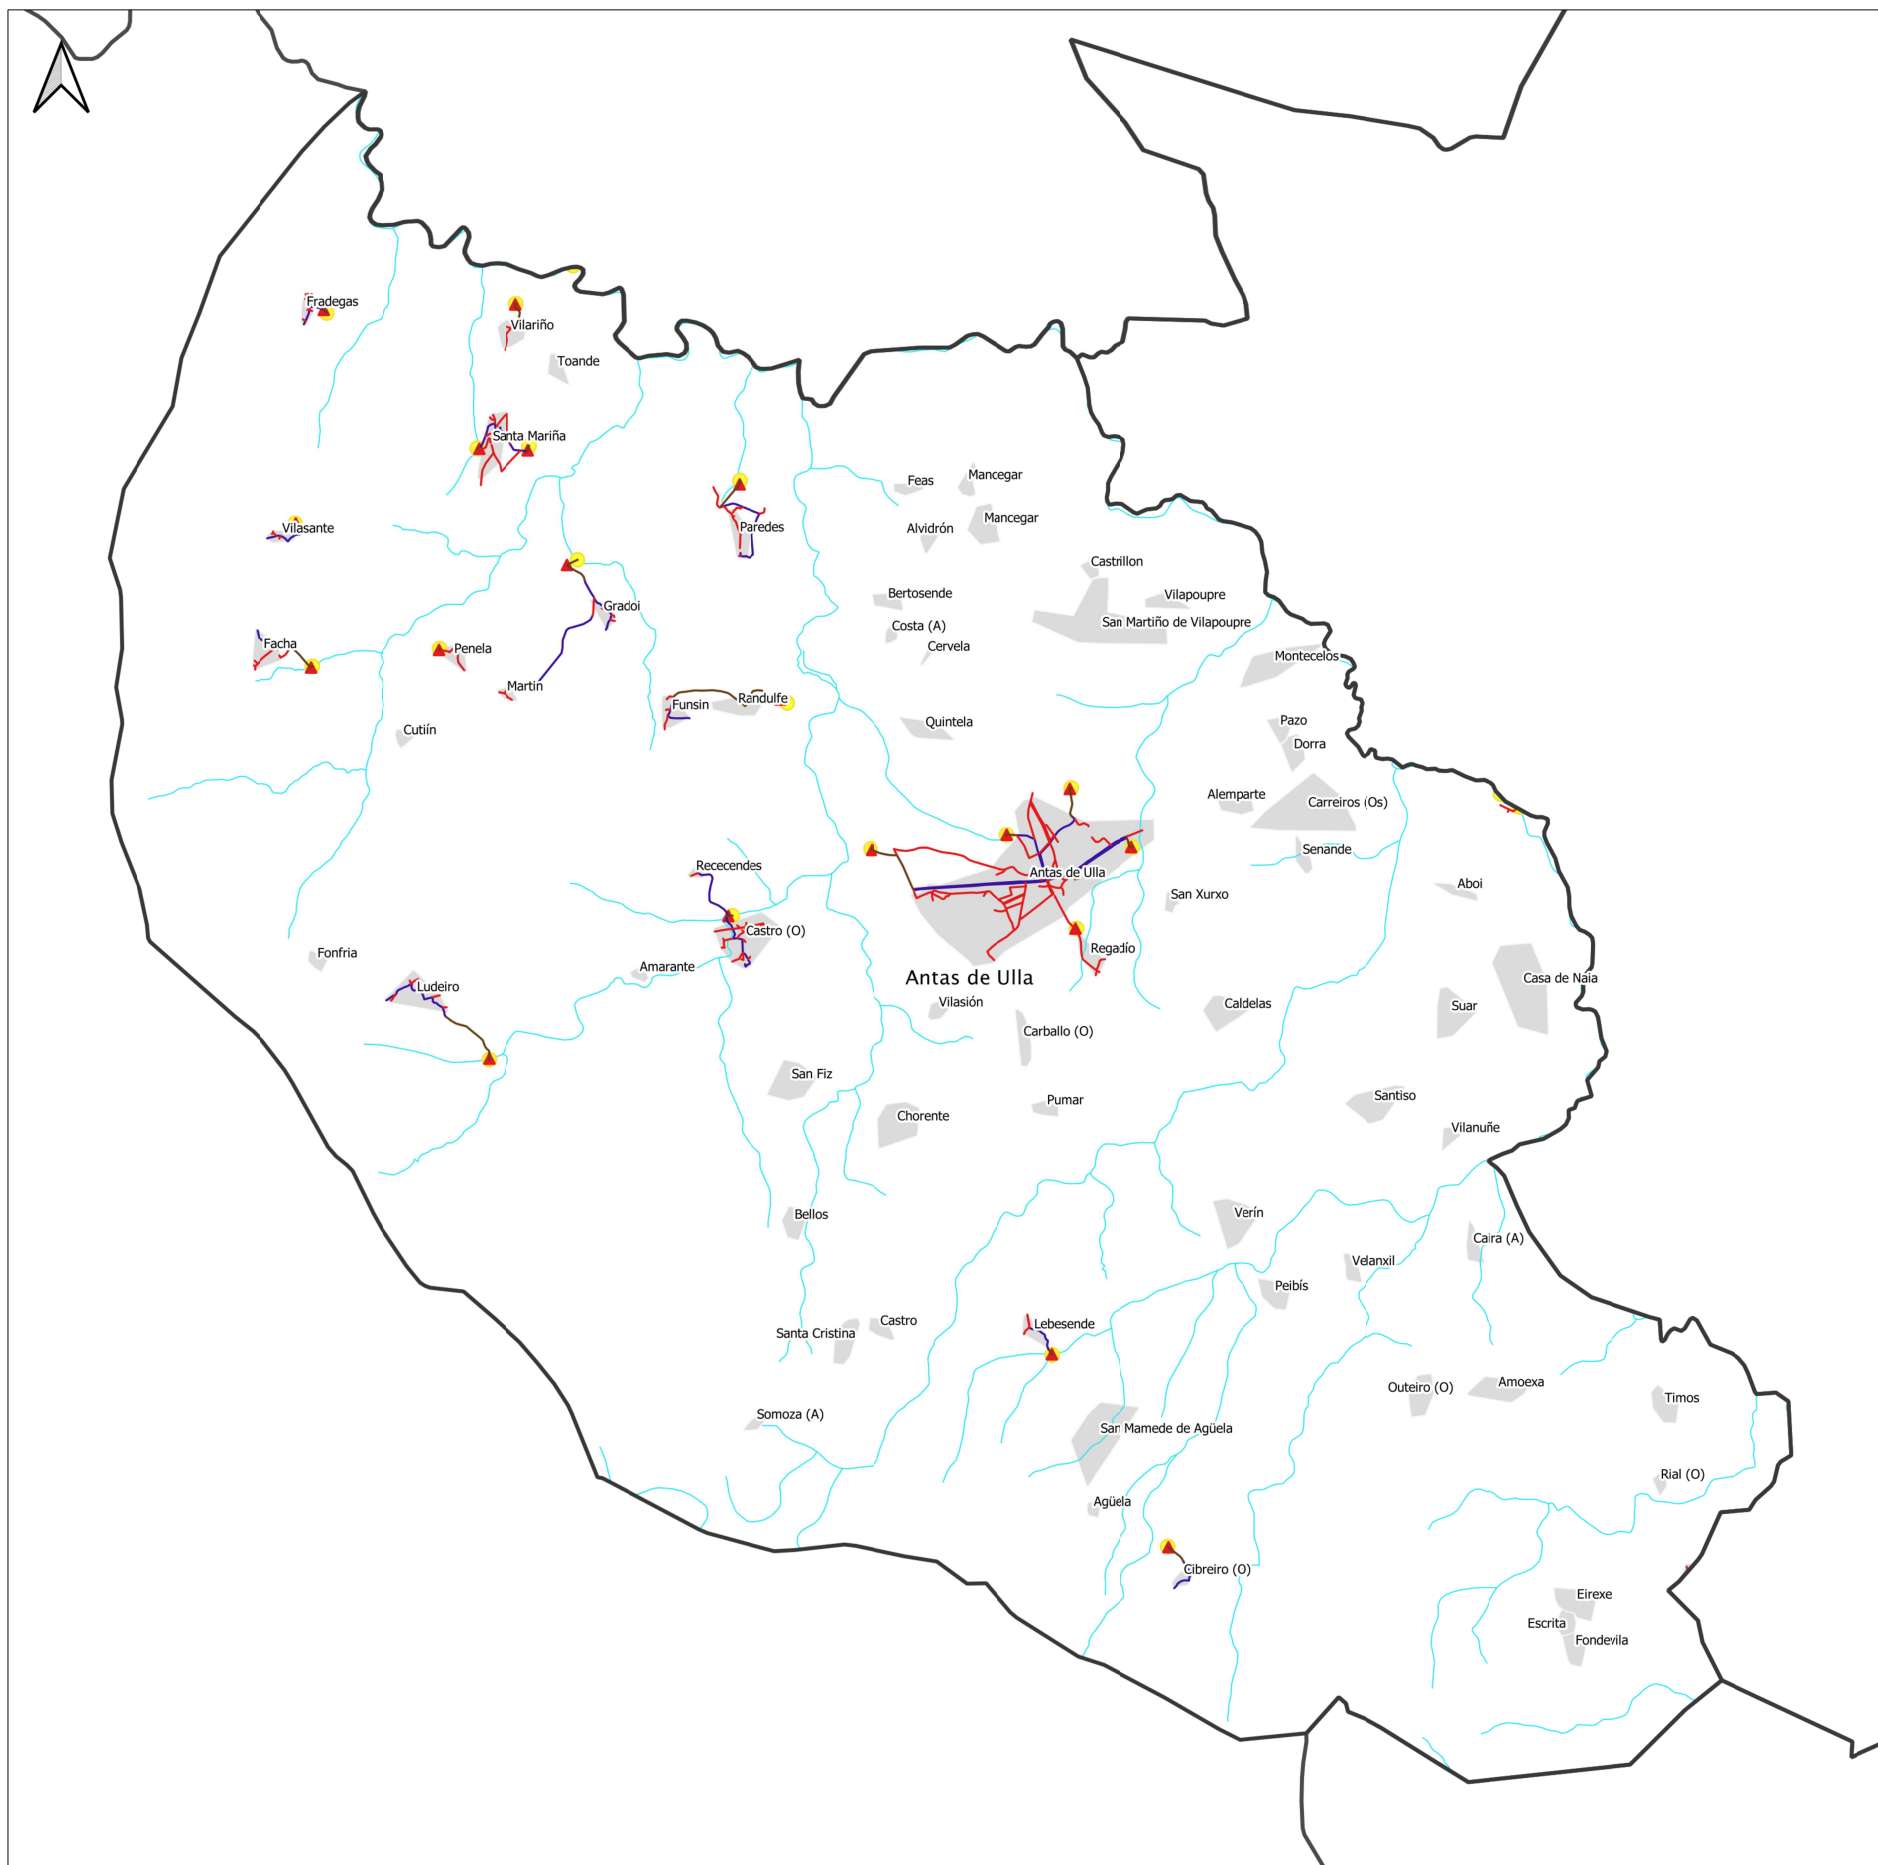 Fradegas
Vilariño
Toande
Santa Mariña
Feas
Mancegar
Mancegar
Vilasante
Paredes
Alvidrón
Castrillon
Bertosende
Vilapoupre
Gradoi
San Martiño de Vilapoupre
Costa (A)
Facha
Penela
Cervela
Montecelos
Martin
Funsin
Randulfe
Quintela
Pazo
Cutiín
Dorra
Alemparte
Carreiros (Os)
Senande
Rececendes
Antas de Ulla
Aboi
San Xurxo
Castro (O)
Regadío
Fonfria
Amarante
Antas de Ulla
Casa de Naia
Ludeiro
Vilasión
Caldelas
Suar
Carballo (O)
San Fiz
Santiso
Pumar
Chorente
Vilanuñe
Bellos
Verín
Caira (A)
Velanxil
Peibís
Castro
Lebesende
Santa Cristina
Outeiro (O)
Amoexa
Timos
Somoza (A)
San Mamede de Agüela
Rial (O)
Agüela
Cibreiro (O)
Eirexe
Escrita
Fondevila